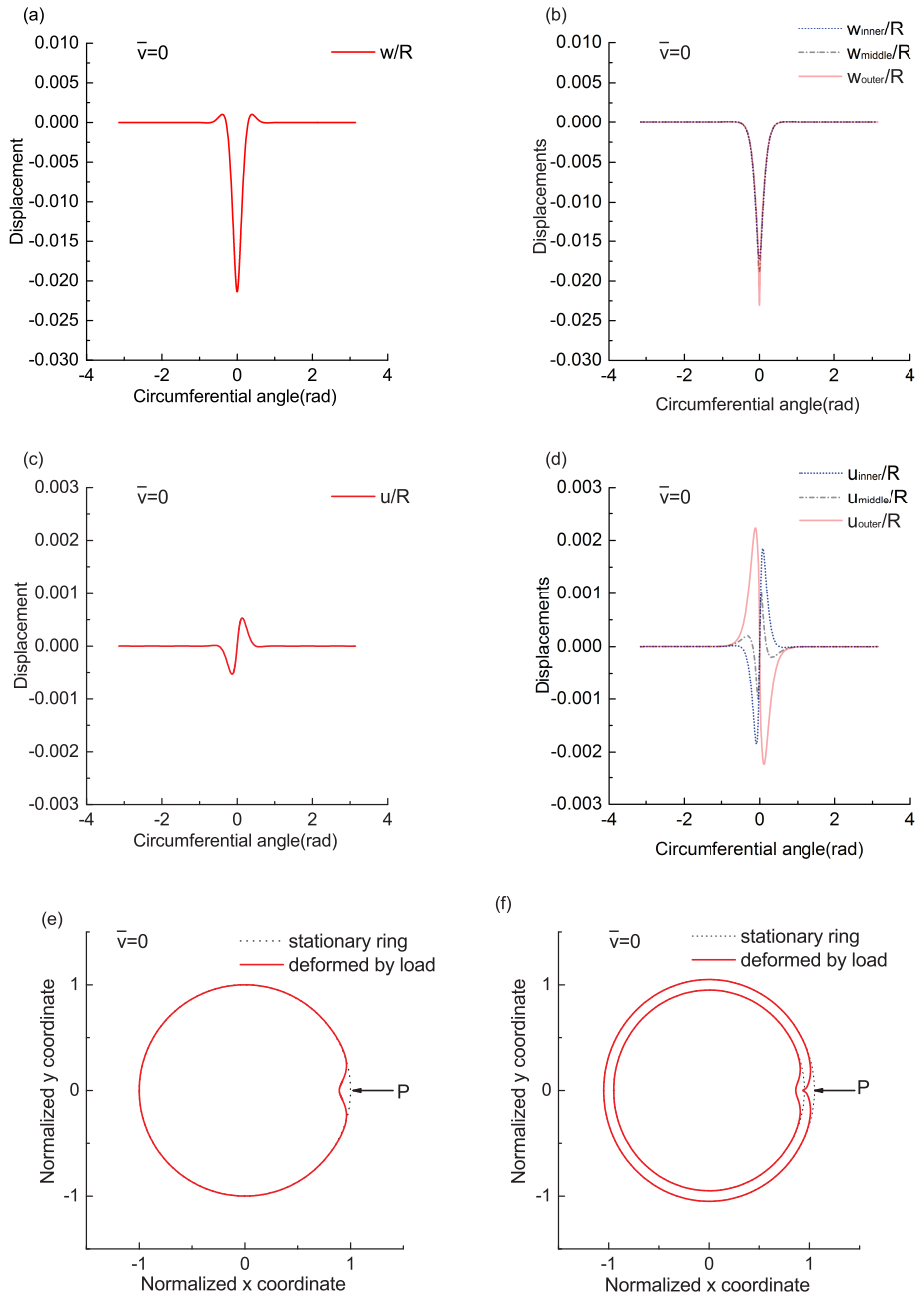 (a)
v̅=0
w/R
0.010
0.005
0.000
-0.005
-0.010
-0.015
-0.020
-0.025
-0.030
Displacement
-4 -2 0 2 4
Circumferential angle(rad)
(b)
v̅=0
winner/R
wmiddle/R
wouter/R
0.010
0.005
0.000
-0.005
-0.010
-0.015
-0.020
-0.025
-0.030
Displacements
-4 -2 0 2 4
Circumferential angle(rad)
(c)
v̅=0
u/R
0.003
0.002
0.001
0.000
-0.001
-0.002
-0.003
Displacement
-4 -2 0 2 4
Circumferential angle(rad)
(d)
v̅=0
uinner/R
umiddle/R
uouter/R
0.003
0.002
0.001
0.000
-0.001
-0.002
-0.003
Displacements
-4 -2 0 2 4
Circumferential angle(rad)
(e)
v̅=0
stationary ring
deformed by load
1
0
-1
Normalized y coordinate
P
-1 0 1
Normalized x coordinate
(f)
v̅=0
stationary ring
deformed by load
1
0
-1
Normalized y coordinate
P
-1 0 1
Normalized x coordinate